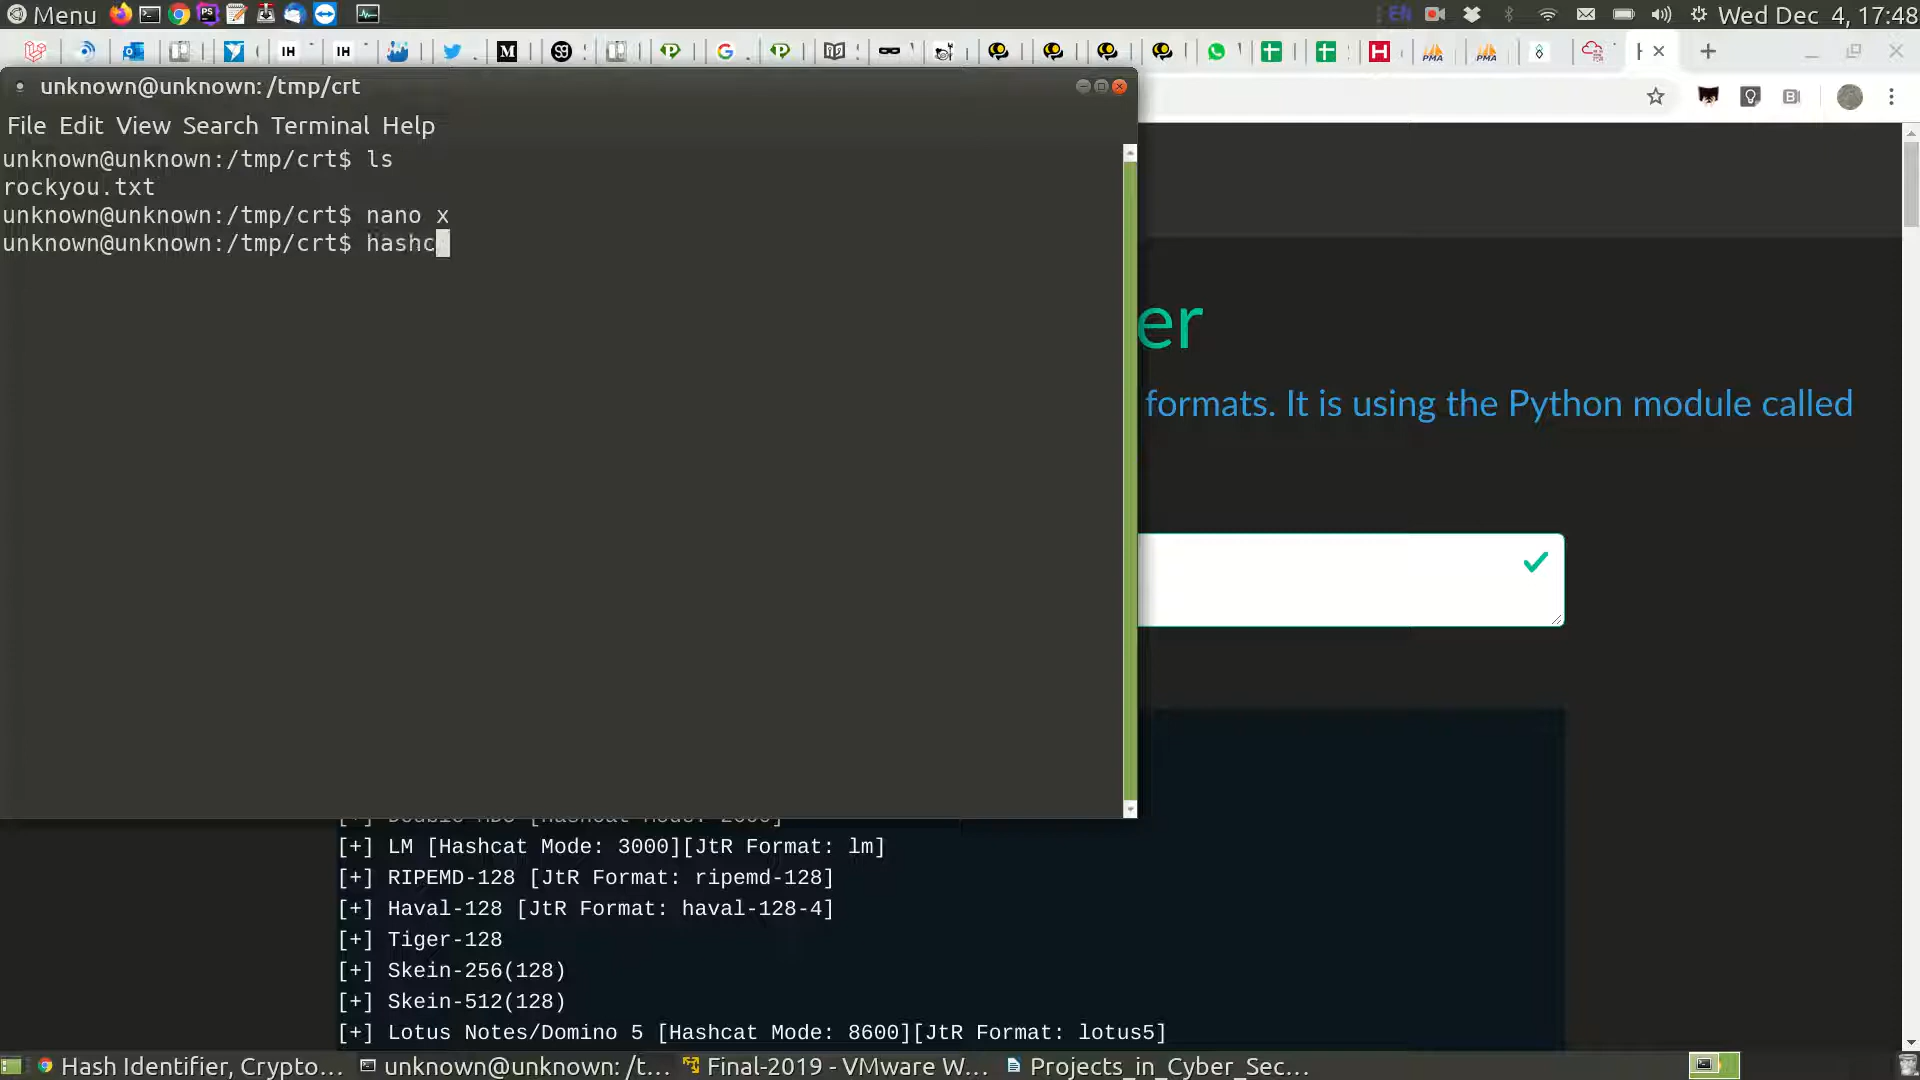 Menu
EN
Wed Dec 4, 17:48
unknown@unknown: /tmp/crt
File Edit View Search Terminal Help
unknown@unknown:/tmp/crt$ ls
rockyou.txt
unknown@unknown:/tmp/crt$ nano x
unknown@unknown:/tmp/crt$ hashc
er
formats. It is using the Python module called
[+] LM [Hashcat Mode: 3000][JtR Format: lm]
[+] RIPEMD-128 [JtR Format: ripemd-128]
[+] Haval-128 [JtR Format: haval-128-4]
[+] Tiger-128
[+] Skein-256(128)
[+] Skein-512(128)
[+] Lotus Notes/Domino 5 [Hashcat Mode: 8600][JtR Format: lotus5]
Hash Identifier, Crypto... unknown@unknown: /t... Final-2019 - VMware W... Projects_in_Cyber_Sec...